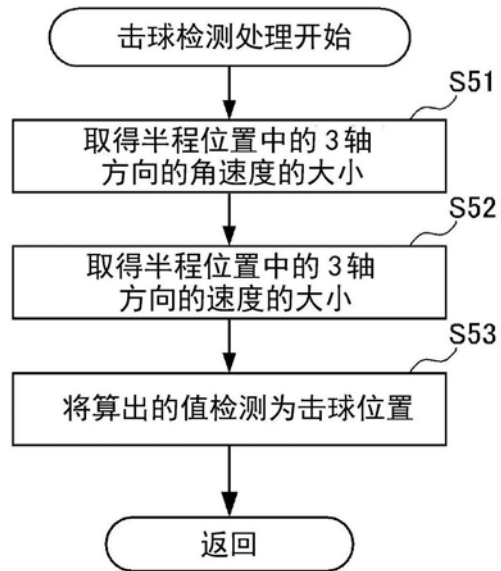 击球检测处理开始
S51
取得半程位置中的3轴
方向的角速度的大小
S52
取得半程位置中的3轴
方向的速度的大小
S53
将算出的值检测为击球位置
返回